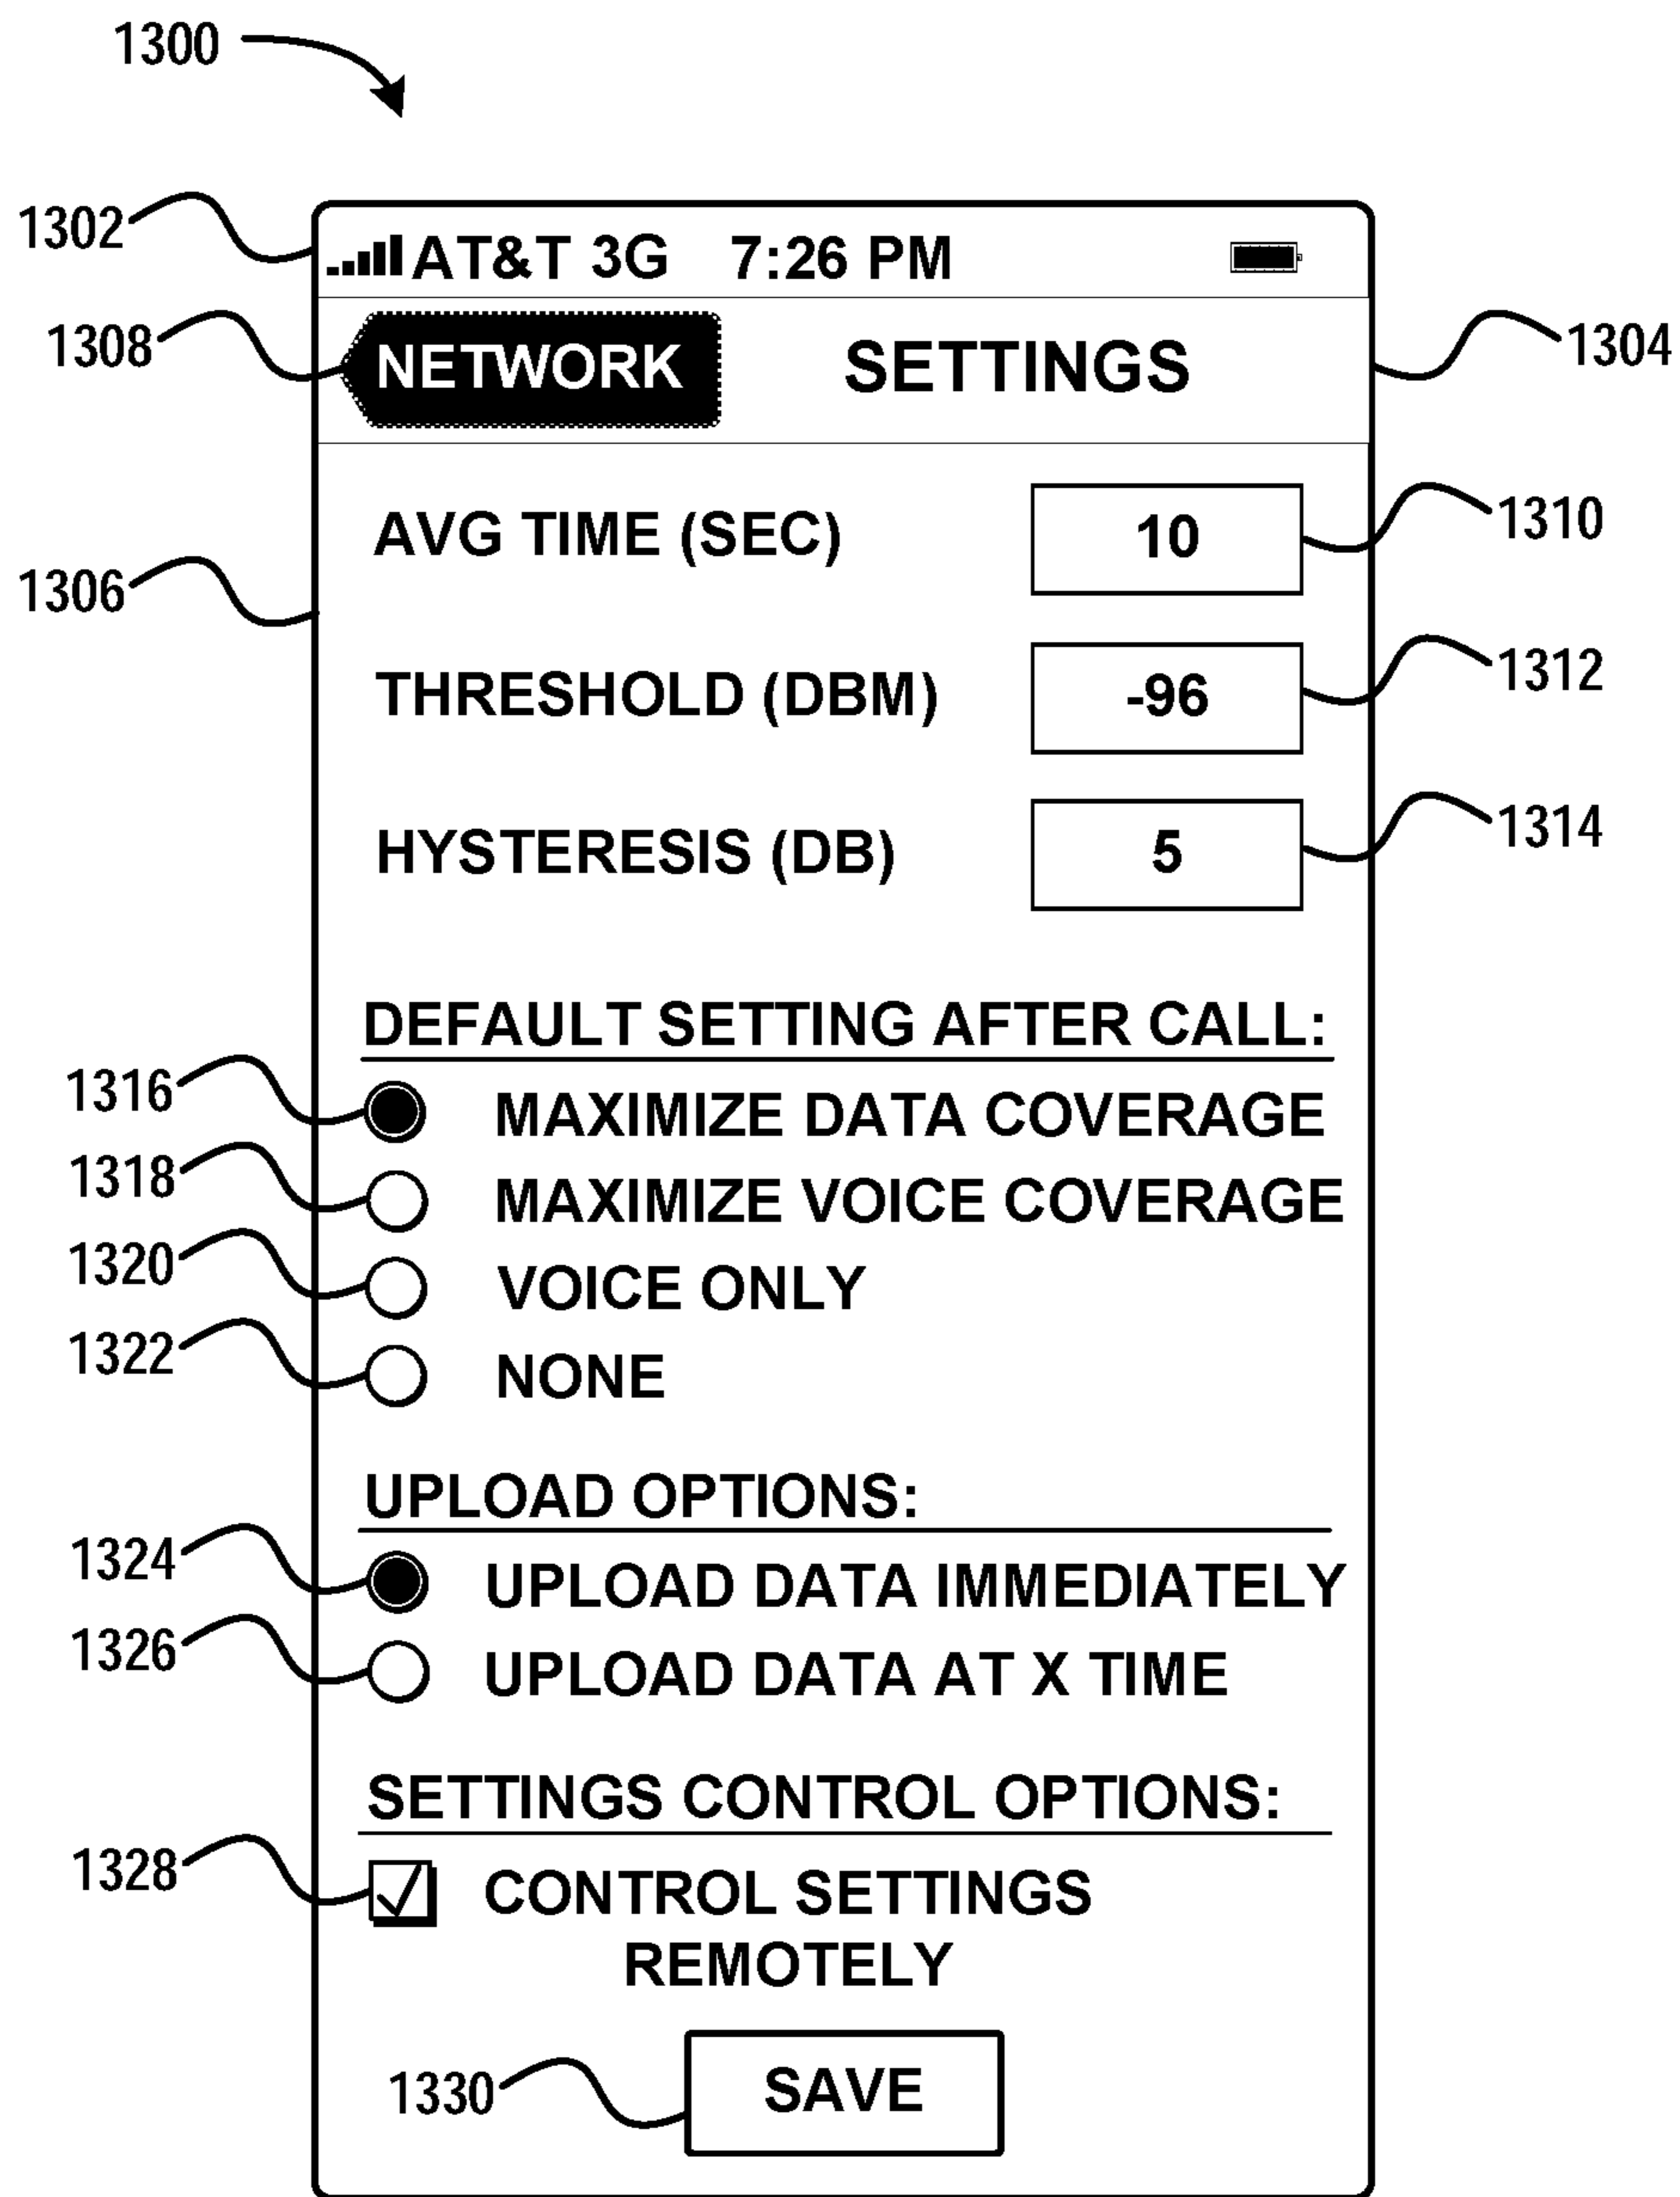 1300
1302
AT&T 3G 7:26 PM
1308
NETWORK
SETTINGS
1304
AVG TIME (SEC)
10
1310
1306
THRESHOLD (DBM)
-96
1312
HYSTERESIS (DB)
5
1314
DEFAULT SETTING AFTER CALL:
1316
MAXIMIZE DATA COVERAGE
1318
MAXIMIZE VOICE COVERAGE
1320
VOICE ONLY
1322
NONE
UPLOAD OPTIONS:
1324
UPLOAD DATA IMMEDIATELY
1326
UPLOAD DATA AT X TIME
SETTINGS CONTROL OPTIONS:
1328
CONTROL SETTINGS
REMOTELY
1330
SAVE